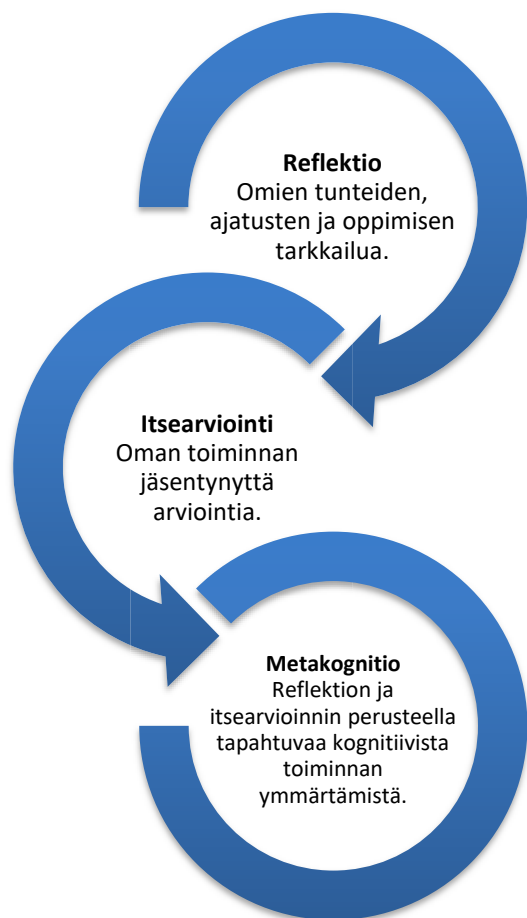 Reflektio
Omien tunteiden,
ajatusten ja oppimisen
tarkkailua.
Itsearviointi
Oman toiminnan
jäsentynyttä
arviointia.
Metakognitio
Reflektion ja
itsearvioinnin perusteella
tapahtuvaa kognitiivista
toiminnan
ymmärtämistä.